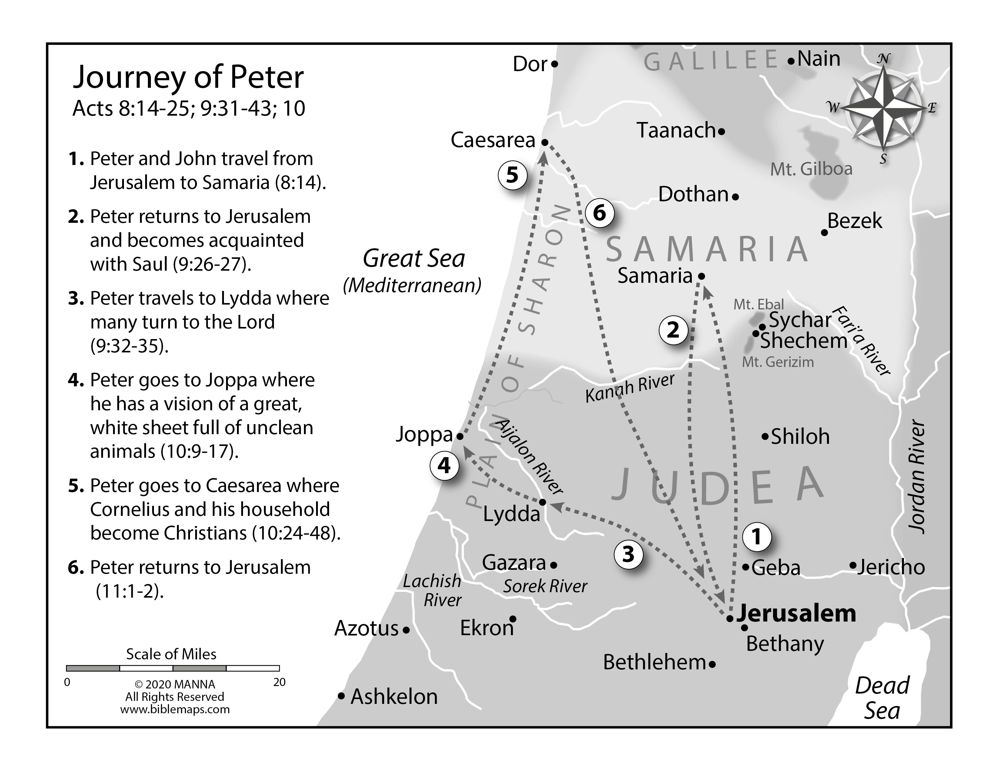 Journey of Peter
Acts 8:14-25; 9:31-43; 10
1. Peter and John travel from
Jerusalem to Samaria (8:14).
2. Peter returns to Jerusalem
and becomes acquainted
with Saul (9:26-27).
3. Peter travels to Lydda where
many turn to the Lord
(9:32-35).
4. Peter goes to Joppa where
he has a vision of a great,
white sheet full of unclean
animals (10:9-17).
5. Peter goes to Caesarea where
Cornelius and his household
become Christians (10:24-48).
6. Peter returns to Jerusalem
(11:1-2).
Scale of Miles
0 20
© 2020 MANNA
All Rights Reserved
www.biblemaps.com
Dor
GALILEE
Nain
N
W
E
S
Taanach
Caesarea
5
Mt. Gilboa
Dothan
6
Bezek
SAMARIA
Great Sea
(Mediterranean)
Samaria
PLAIN OF SHARON
Mt. Ebal
Sychar
Shechem
Mt. Gerizim
Fari'a River
2
Kanah River
Joppa
Aijalon River
Shiloh
4
JUDEA
Jordan River
Lydda
1
3
Gazara
Geba
Jericho
Lachish
River
Sorek River
Jerusalem
Azotus
Ekron
Bethany
Bethlehem
Ashkelon
Dead
Sea